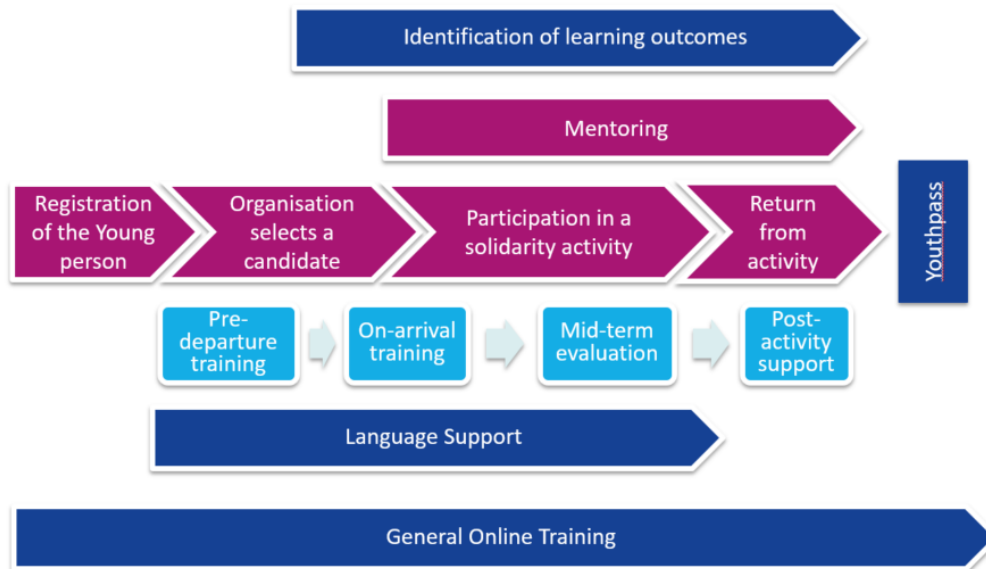 Identification of learning outcomes
Mentoring
Registration
of the Young
person
Organisation
selects a
candidate
Participation in a
solidarity activity
Return
from
activity
Youthpass
Pre-
departure
training
On-arrival
training
Mid-term
evaluation
Post-
activity
support
Language Support
General Online Training